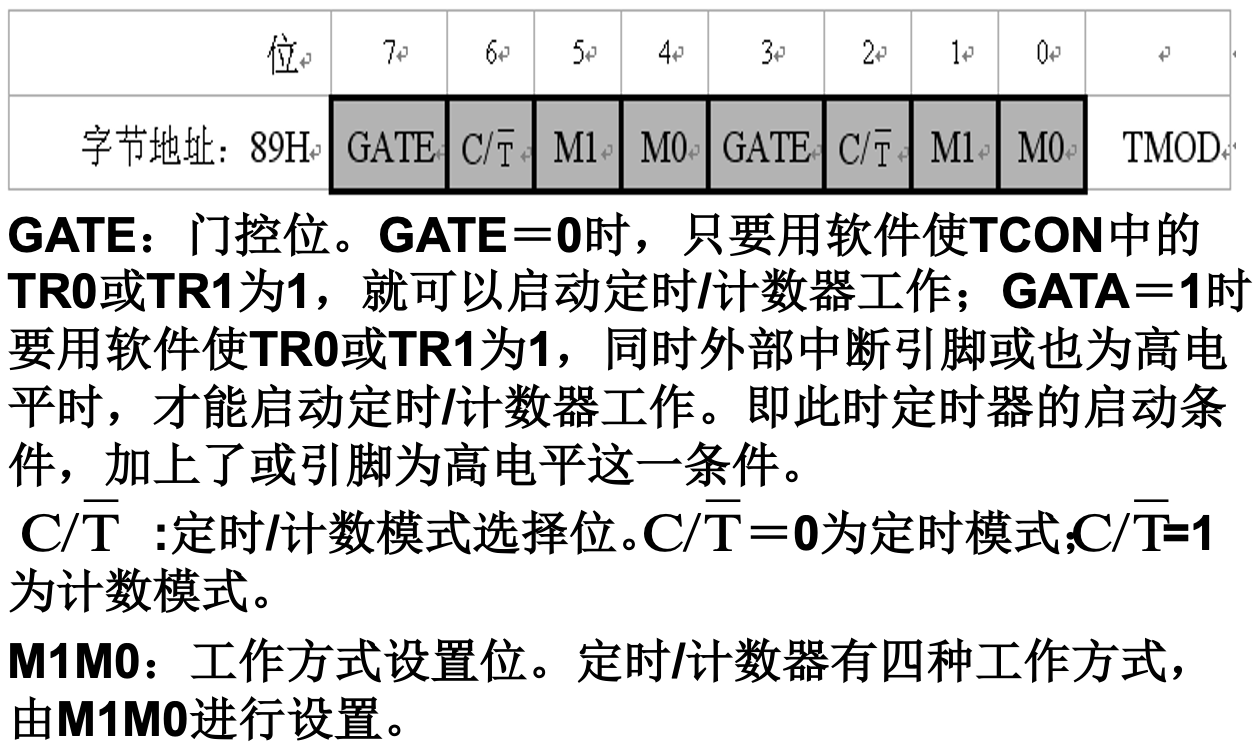 位 7 6 5 4 3 2 1 0
字节地址：89H GATE C/T̅ M1 M0 GATE C/T̅ M1 M0 TMOD
GATE：门控位。GATE＝0时，只要用软件使TCON中的
TR0或TR1为1，就可以启动定时/计数器工作；GATA＝1时
要用软件使TR0或TR1为1，同时外部中断引脚或也为高电
平时，才能启动定时/计数器工作。即此时定时器的启动条
件，加上了或引脚为高电平这一条件。
C/T̅ :定时/计数模式选择位。C/T̅＝0为定时模式;C/T̅=1
为计数模式。
M1M0：工作方式设置位。定时/计数器有四种工作方式，
由M1M0进行设置。